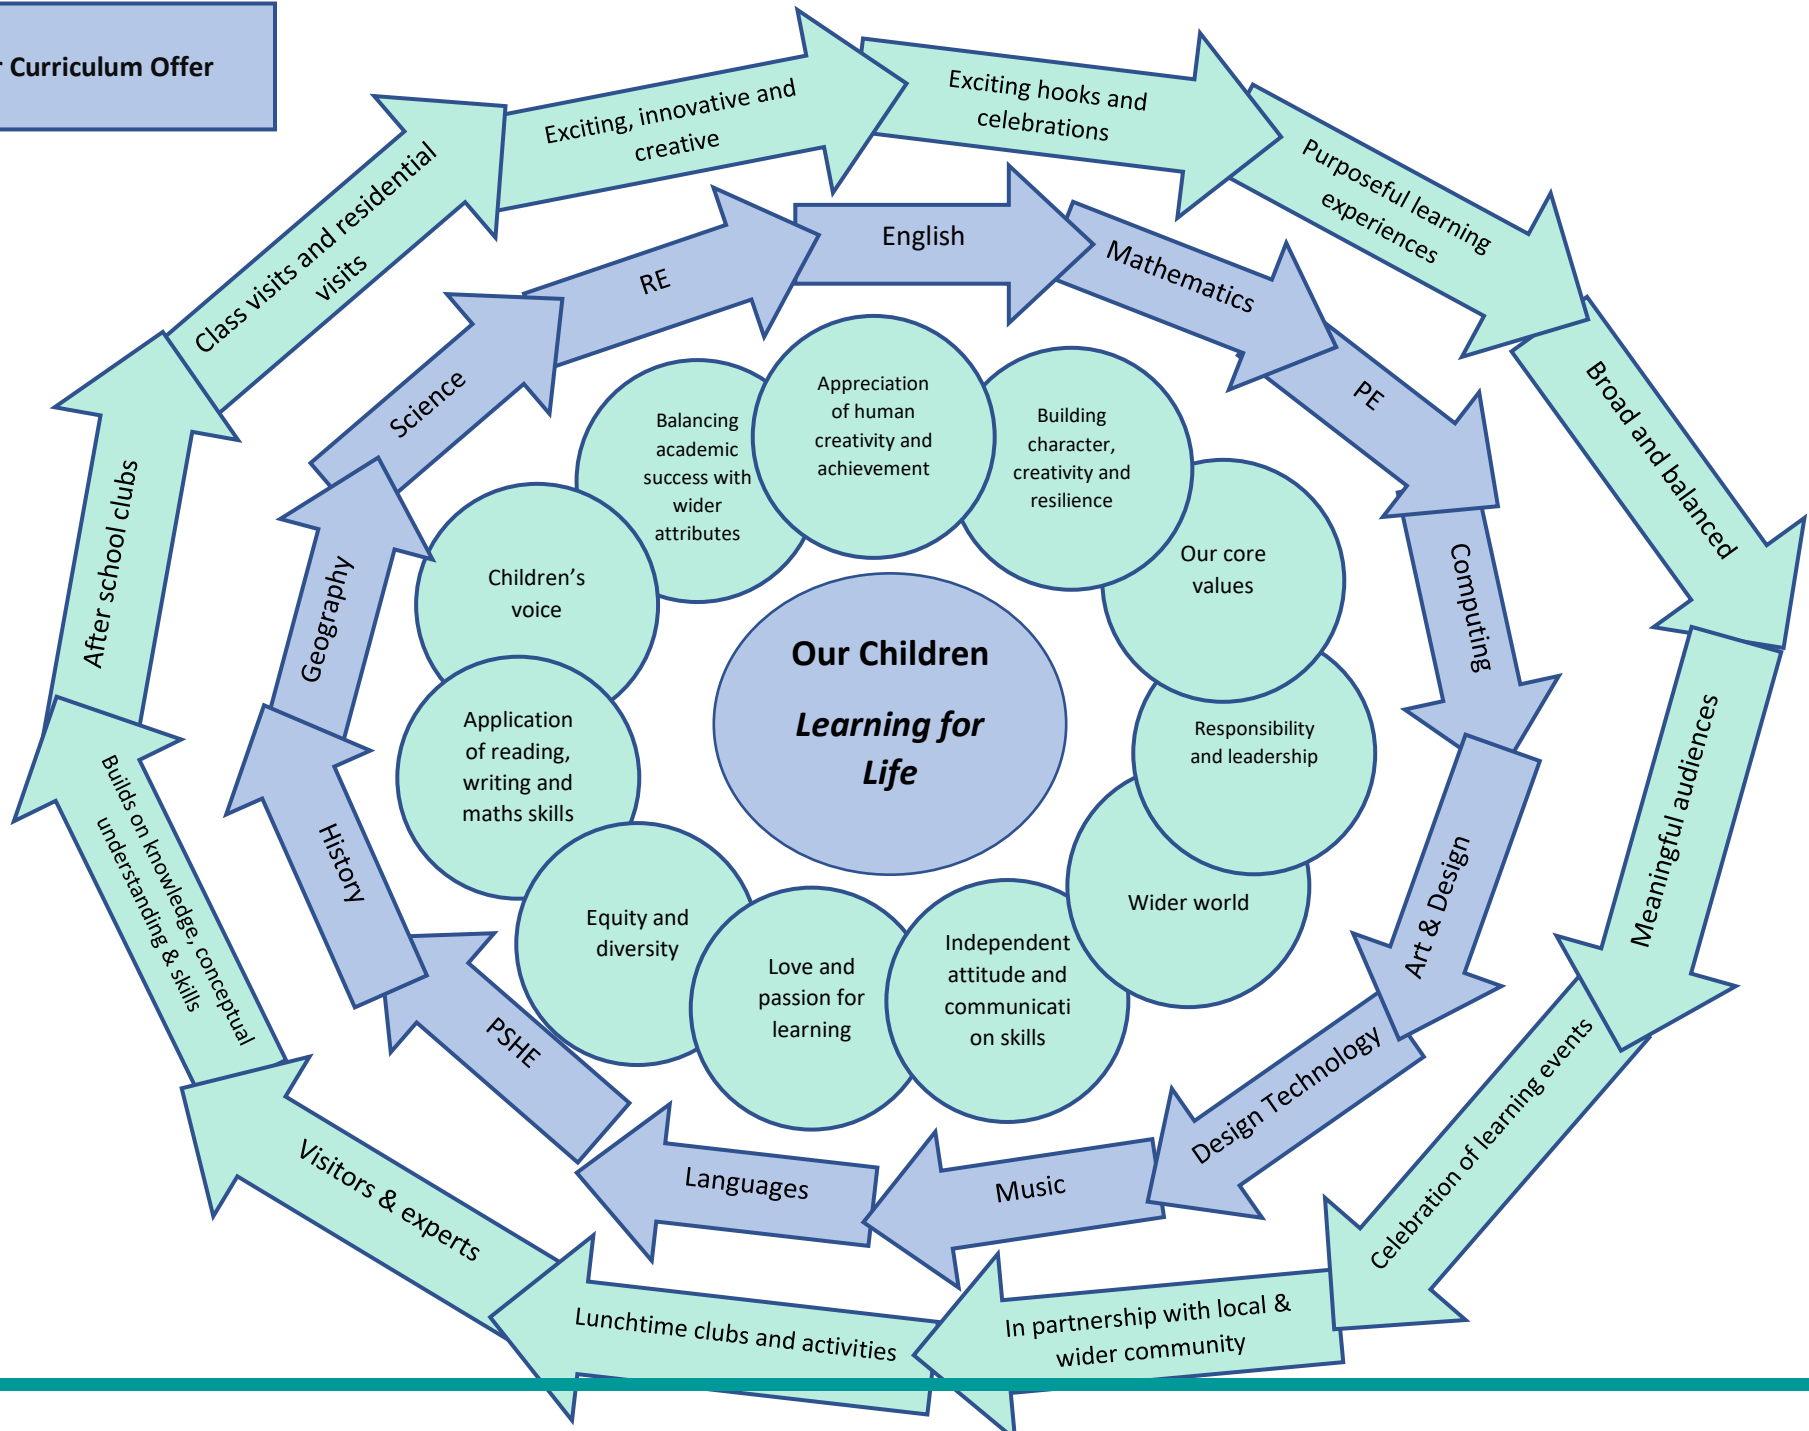 r Curriculum Offer
Exciting, innovative and
creative
Exciting hooks and
celebrations
Purposeful learning
experiences
Broad and balanced
Meaningful audiences
Celebration of learning events
In partnership with local &
wider community
Lunchtime clubs and activities
Visitors & experts
Builds on knowledge, conceptual
understanding & skills
After school clubs
Class visits and residential
visits
English
Mathematics
PE
Computing
Art & Design
Design Technology
Music
Languages
PSHE
History
Geography
Science
RE
Appreciation
of human
creativity and
achievement
Building
character,
creativity and
resilience
Our core
values
Responsibility
and leadership
Wider world
Independent
attitude and
communicati
on skills
Love and
passion for
learning
Equity and
diversity
Application
of reading,
writing and
maths skills
Children’s
voice
Balancing
academic
success with
wider
attributes
Our Children
Learning for
Life